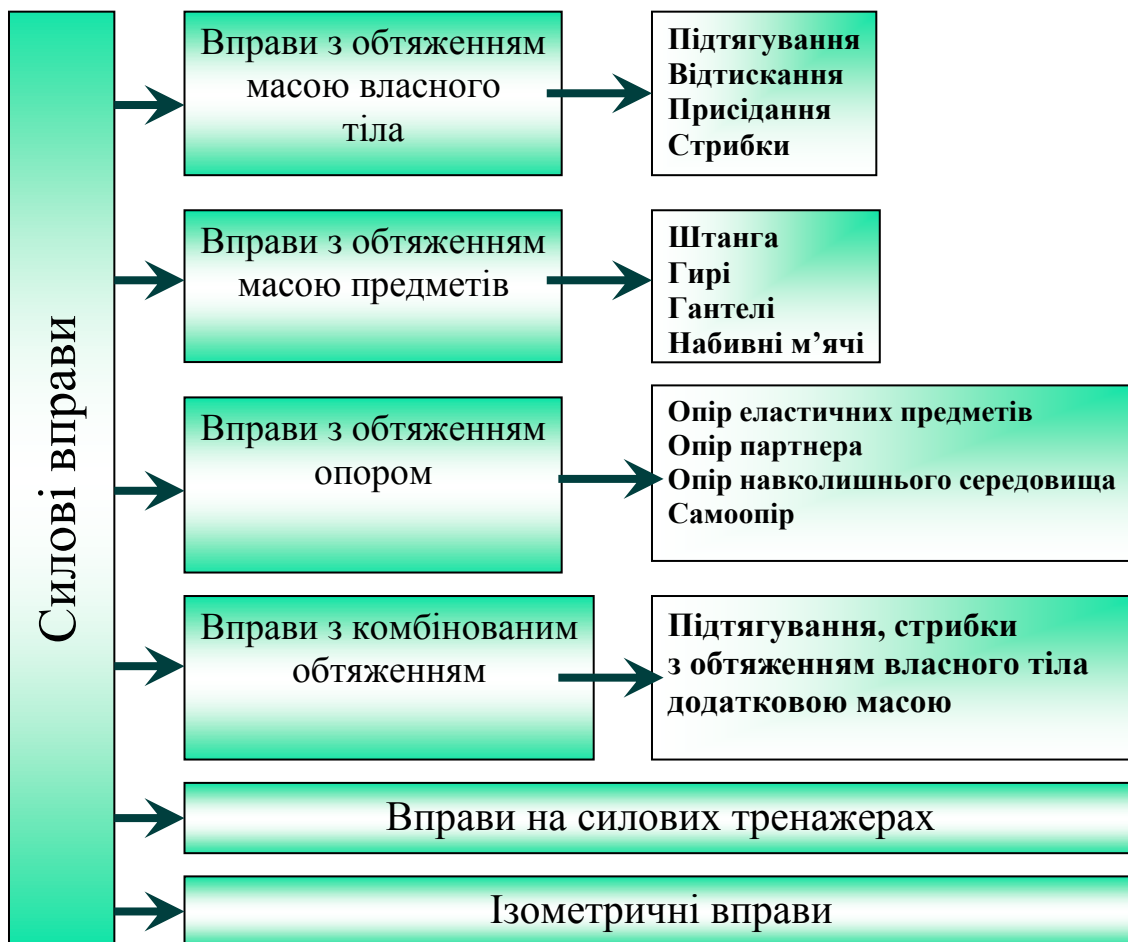 Силові вправи
Вправи з обтяженням
масою власного
тіла
Підтягування
Відтискання
Присідання
Стрибки
Вправи з обтяженням
масою предметів
Штанга
Гирі
Гантелі
Набивні м’ячі
Вправи з обтяженням
опором
Опір еластичних предметів
Опір партнера
Опір навколишнього середовища
Самоопір
Вправи з комбінованим
обтяженням
Підтягування, стрибки
з обтяженням власного тіла
додатковою масою
Вправи на силових тренажерах
Ізометричні вправи